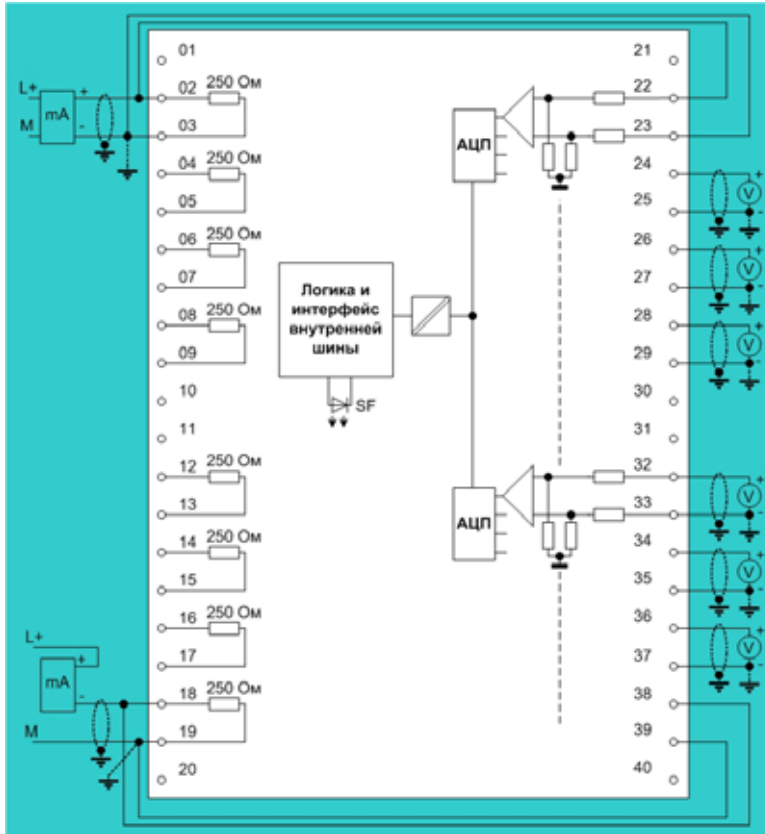 01 21
02 250 Ом 22
L+ + mA
M - 03 23
АЦП
04 250 Ом 24
+ V
05 25 -
06 250 Ом 26
+ V
07 27 -
Логика и
интерфейс
внутренней
шины
08 250 Ом 28
+ V
09 29 -
10 30
SF
11 31
12 250 Ом 32
+ V
13 33 -
АЦП
14 250 Ом 34
+ V
15 35 -
16 250 Ом 36
L+
+ V
17 37 -
+
mA
- 18 250 Ом 38
M 19 39
20 40